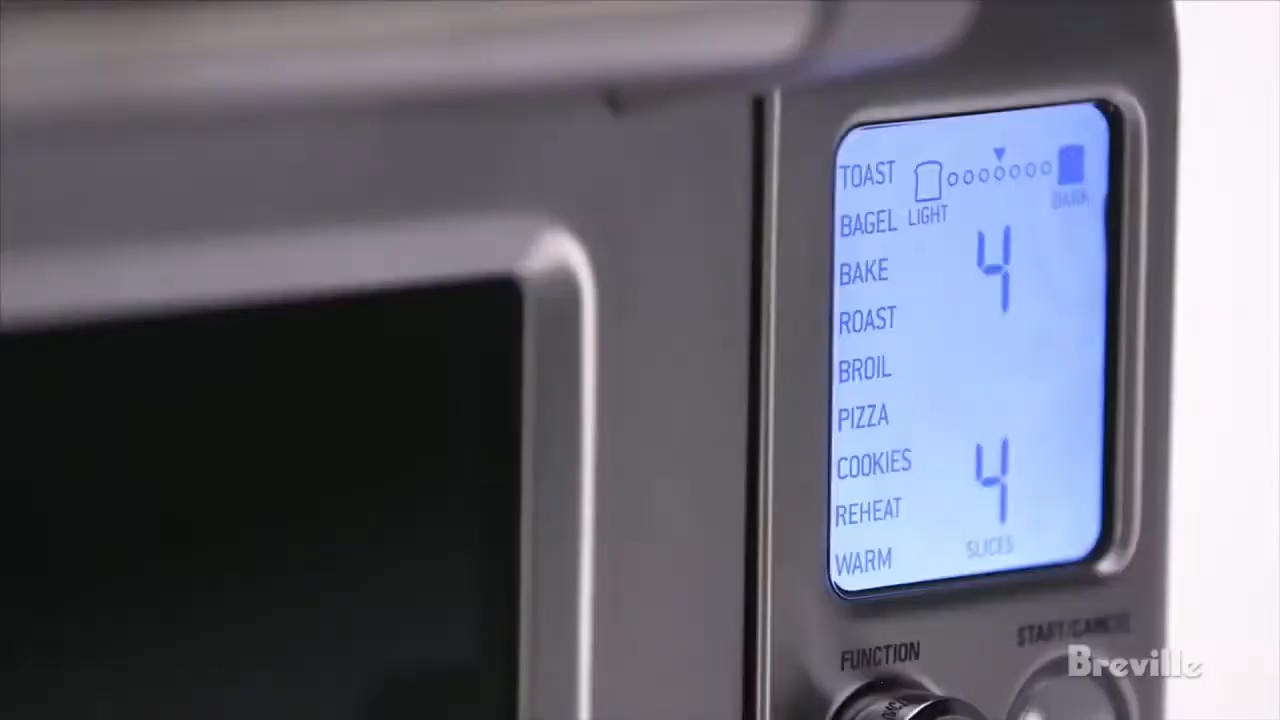 TOAST
BAGEL LIGHT DARK
BAKE 4
ROAST
BROIL
PIZZA
COOKIES 4
REHEAT
WARM SLICES
FUNCTION START/CANCEL
Breville